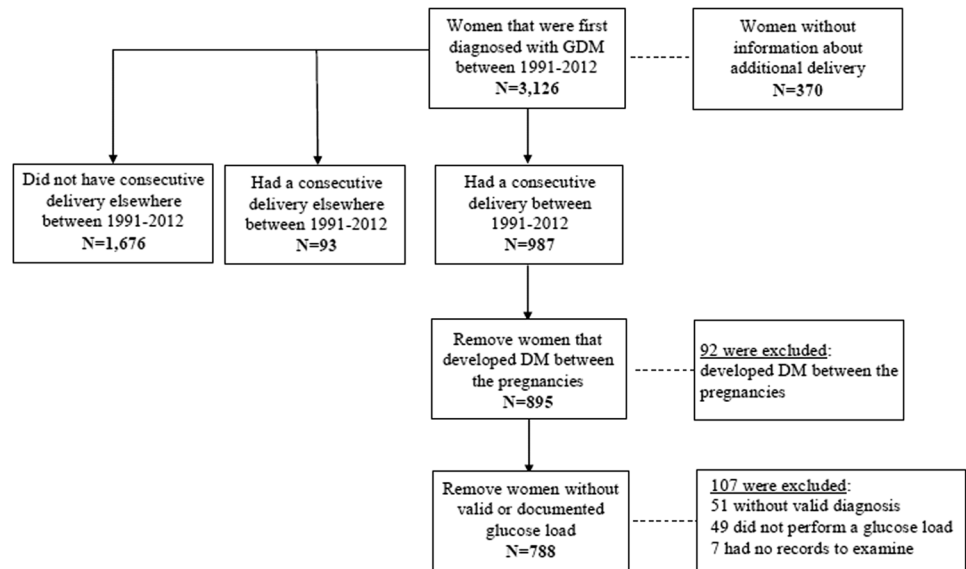 Women that were first
diagnosed with GDM
between 1991-2012
N=3,126
Women without
information about
additional delivery
N=370
Did not have consecutive
delivery elsewhere
between 1991-2012
N=1,676
Had a consecutive
delivery elsewhere
between 1991-2012
N=93
Had a consecutive
delivery between
1991-2012
N=987
Remove women that
developed DM between
the pregnancies
N=895
92 were excluded:
developed DM between the
pregnancies
Remove women without
valid or documented
glucose load
N=788
107 were excluded:
51 without valid diagnosis
49 did not perform a glucose load
7 had no records to examine